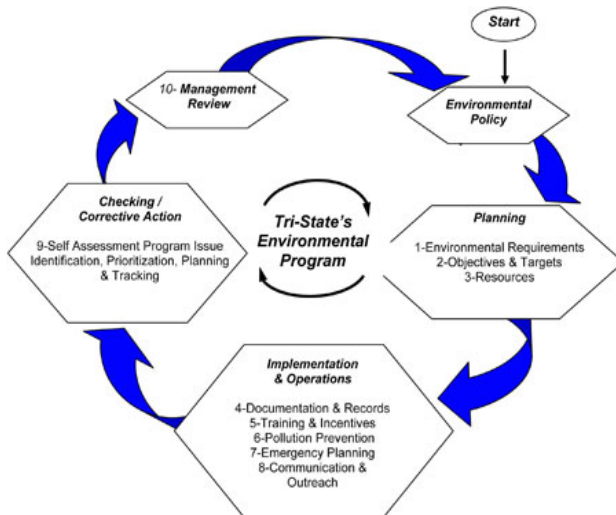 Start
Environmental
Policy
Planning
1-Environmental Requirements
2-Objectives & Targets
3-Resources
Implementation
& Operations
4-Documentation & Records
5-Training & Incentives
6-Pollution Prevention
7-Emergency Planning
8-Communication &
Outreach
Checking /
Corrective Action
9-Self Assessment Program Issue
Identification, Prioritization, Planning
& Tracking
10- Management
Review
Tri-State's
Environmental
Program